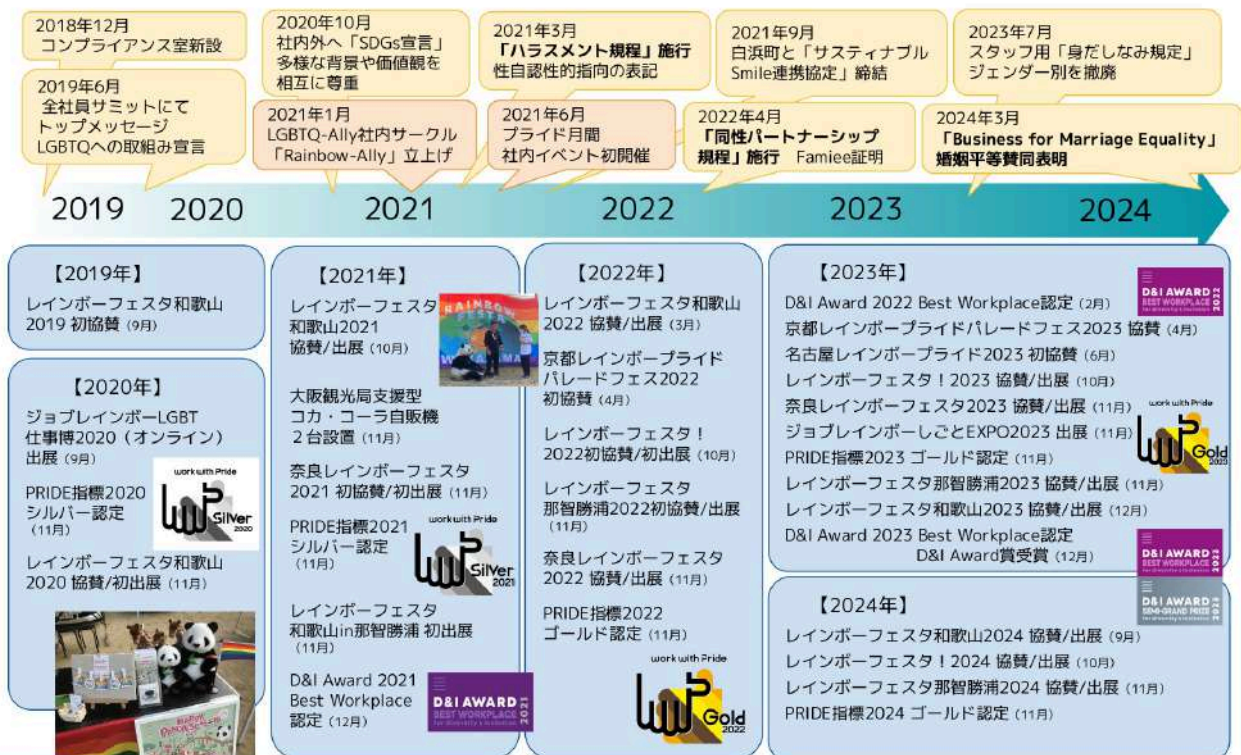 2018年12月
コンプライアンス室新設
2019年6月
全社員サミットにて
トップメッセージ
LGBTQへの取組み宣言
2020年10月
社内外へ「SDGs宣言」
多様な背景や価値観を
相互に尊重
2021年1月
LGBTQ-Ally社内サークル
「Rainbow-Ally」立上げ
2021年3月
「ハラスメント規程」施行
性自認性的指向の表記
2021年6月
プライド月間
社内イベント初開催
2021年9月
白浜町と「サスティナブル
Smile連携協定」締結
2022年4月
「同性パートナーシップ
規程」施行 Famiee証明
2023年7月
スタッフ用「身だしなみ規定」
ジェンダー別を撤廃
2024年3月
「Business for Marriage Equality」
婚姻平等賛同表明
2019 2020 2021 2022 2023 2024
【2019年】
レインボーフェスタ和歌山
2019 初協賛（9月）
【2020年】
ジョブレインボーLGBT
仕事博2020（オンライン）
出展（9月）
PRIDE指標2020
シルバー認定
（11月）
work with Pride
Silver
2020
レインボーフェスタ和歌山
2020 協賛/初出展（11月）
【2021年】
レインボーフェスタ
和歌山2021
協賛/出展（10月）
RAINBOW
FESTA
大阪観光局支援型
コカ・コーラ自販機
２台設置（11月）
奈良レインボーフェスタ
2021 初協賛/初出展（11月）
PRIDE指標2021
シルバー認定
（11月）
work with Pride
Silver
2021
レインボーフェスタ
和歌山in那智勝浦 初出展
（11月）
D&I Award 2021
Best Workplace
認定（12月）
D&I AWARD
BEST WORKPLACE
for diversity & inclusion
2021
【2022年】
レインボーフェスタ和歌山
2022 協賛/出展（3月）
京都レインボープライド
パレードフェス2022
初協賛（4月）
レインボーフェスタ！
2022初協賛/初出展（10月）
レインボーフェスタ
那智勝浦2022初協賛/出展
（11月）
奈良レインボーフェスタ
2022 協賛/出展（11月）
PRIDE指標2022
ゴールド認定（11月）
work with Pride
Gold
2022
【2023年】
D&I Award 2022 Best Workplace認定（2月）
京都レインボープライドパレードフェス2023 協賛（4月）
名古屋レインボープライド2023 初協賛（6月）
レインボーフェスタ！2023 協賛/出展（10月）
奈良レインボーフェスタ2023 協賛/出展（11月）
ジョブレインボーしごとEXPO2023 出展（11月）
PRIDE指標2023 ゴールド認定（11月）
レインボーフェスタ那智勝浦2023 協賛/出展（11月）
レインボーフェスタ和歌山2023 協賛/出展（12月）
D&I Award 2023 Best Workplace認定
D&I Award賞受賞（12月）
D&I AWARD
BEST WORKPLACE
for diversity & inclusion
2022
work with Pride
Gold
2023
D&I AWARD
BEST WORKPLACE
for diversity & inclusion
2023
D&I AWARD
SEMI-GRAND PRIZE
for diversity & inclusion
2023
【2024年】
レインボーフェスタ和歌山2024 協賛/出展（9月）
レインボーフェスタ！2024 協賛/出展（10月）
レインボーフェスタ那智勝浦2024 協賛/出展（11月）
PRIDE指標2024 ゴールド認定（11月）